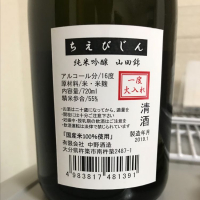 ちえびじん
純米吟醸 山田錦
アルコール分/16度
原材料/米・米麹
内容量/720ml
精米歩合/55%
一度
火入れ
清酒
製造年月
2019.1
「国産米100%使用」
有限会社 中野酒造
大分県杵築市南杵築2487-1
4 983817 481391